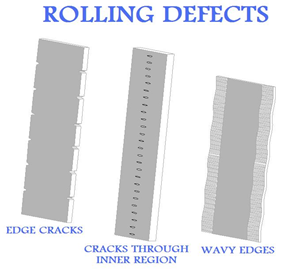 ROLLING DEFECTS
EDGE CRACKS
CRACKS THROUGH
INNER REGION
WAVY EDGES